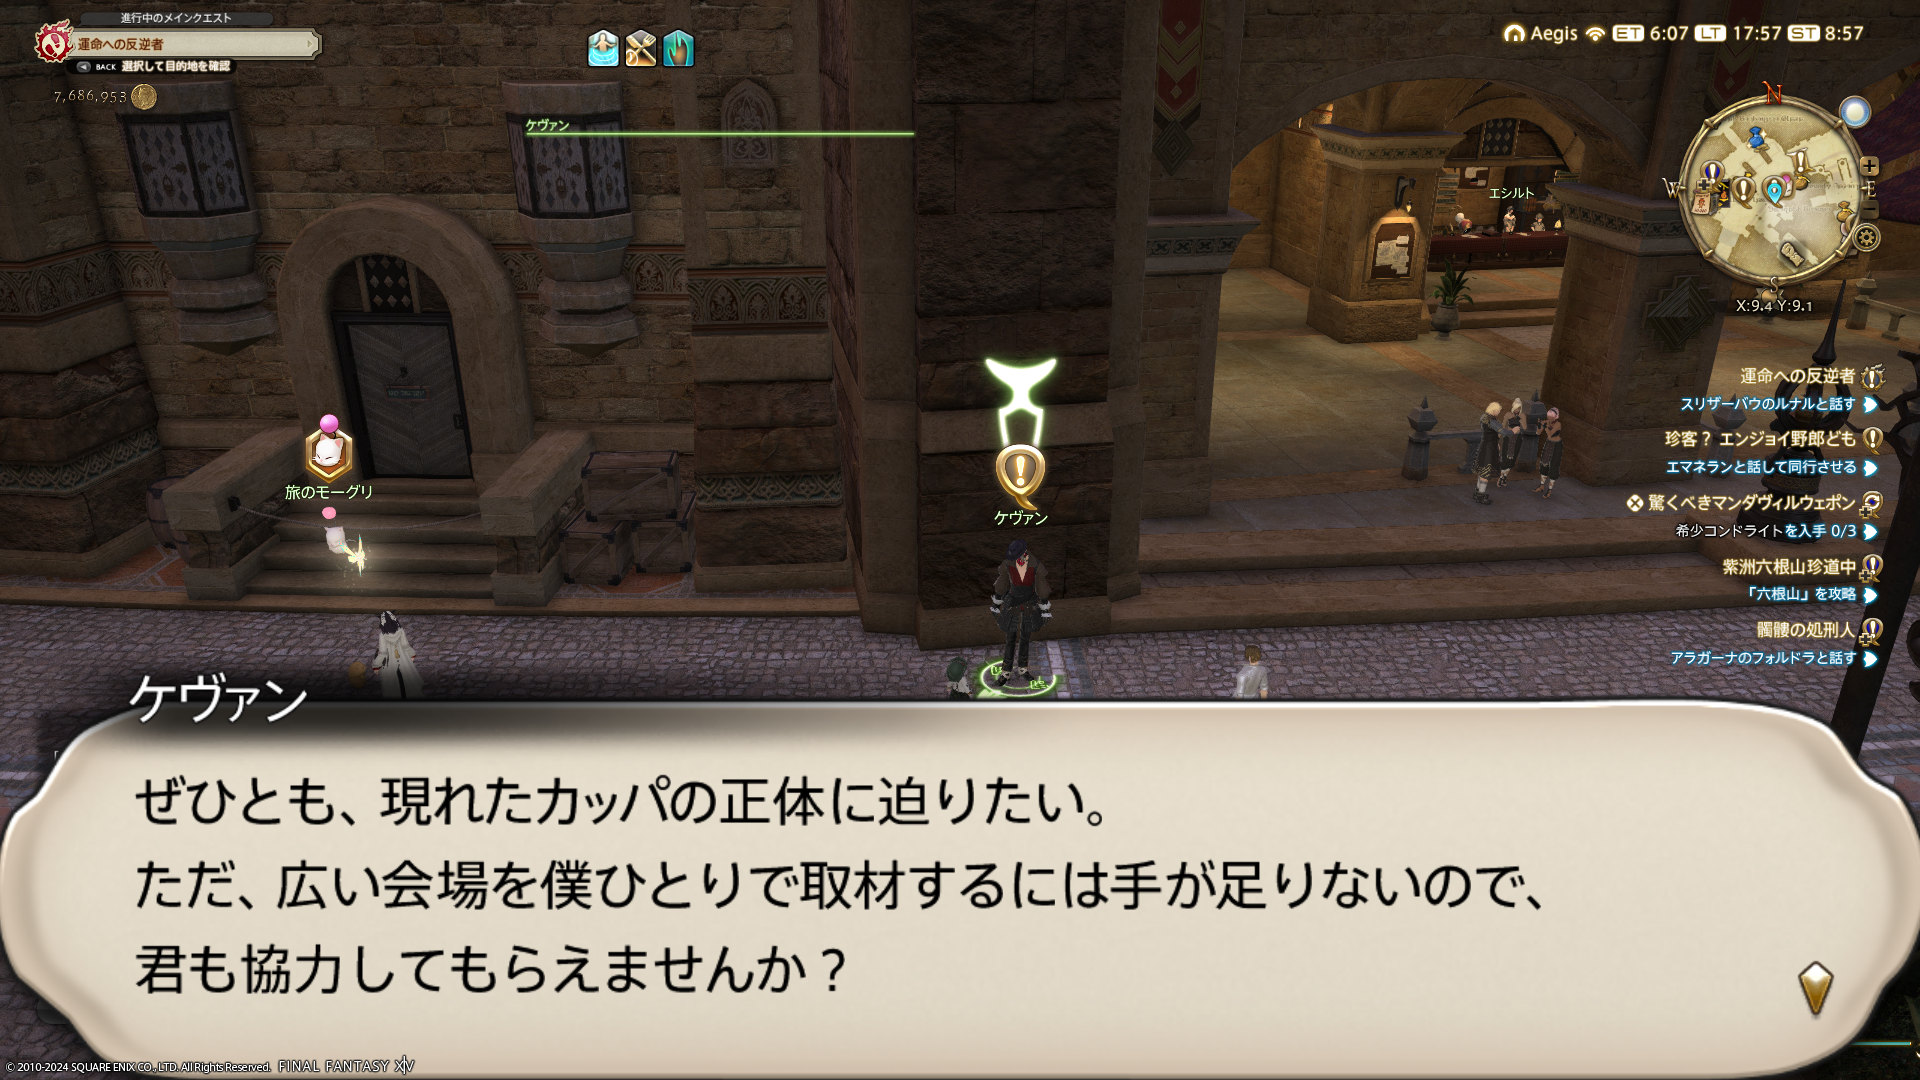 進行中のメインクエスト
運命への反逆者
BACK 選択して目的地を確認
7,686,953
ケヴァン
Aegis ET 6:07 LT 17:57 ST 8:57
N
W
E
S
X:9.4 Y:9.1
エシルト
運命への反逆者
スリザーバウのルナルと話す
珍客？ エンジョイ野郎ども
エマネランと話して同行させる
驚くべきマンダヴィルウェポン
希少コンドライトを入手 0/3
紫洲六根山珍道中
「六根山」を攻略
髑髏の処刑人
アラガーナのフォルドラと話す
旅のモーグリ
ケヴァン
ケヴァン
ぜひとも、現れたカッパの正体に迫りたい。
ただ、広い会場を僕ひとりで取材するには手が足りないので、
君も協力してもらえませんか？
© 2010-2024 SQUARE ENIX CO., LTD. All Rights Reserved. FINAL FANTASY XIV